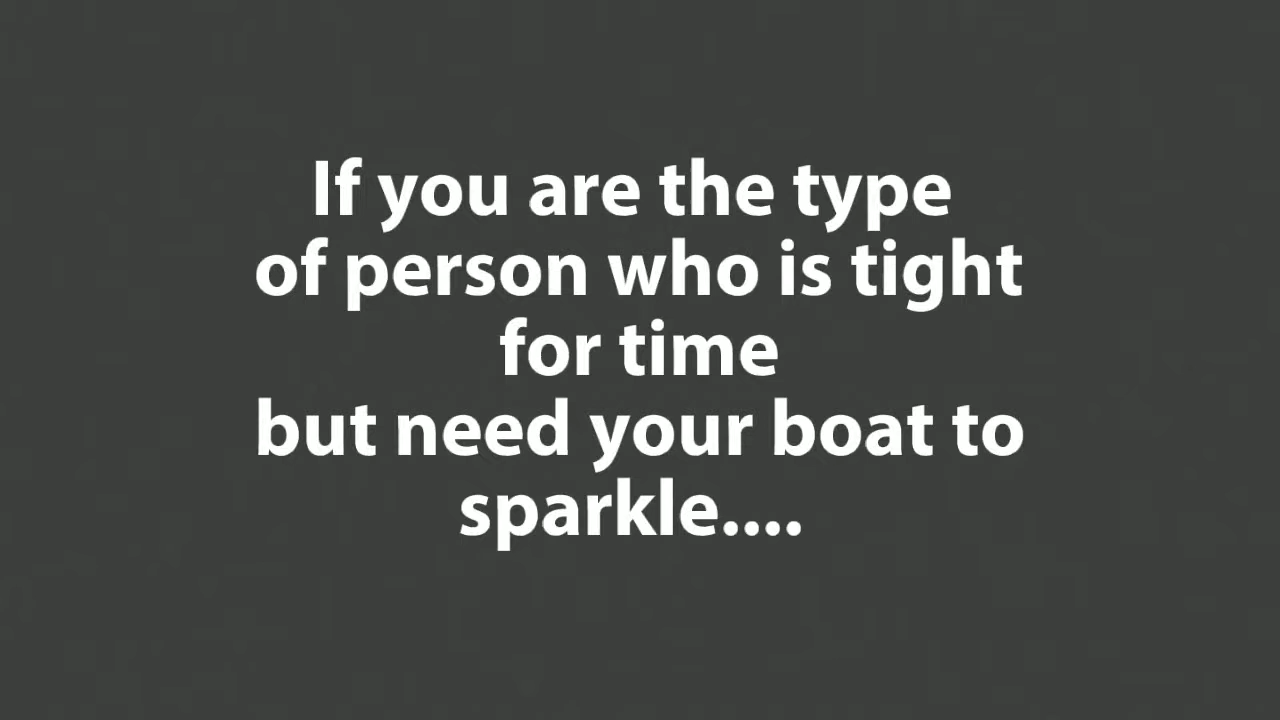 If you are the type
of person who is tight
for time
but need your boat to
sparkle....